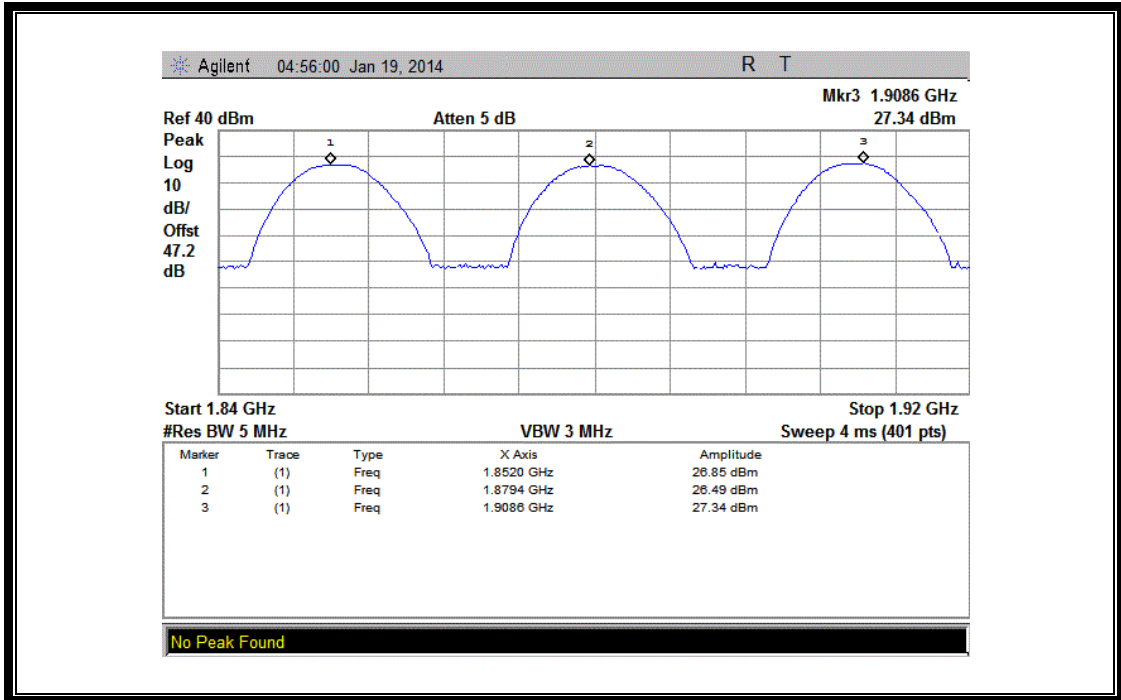 Agilent 04:56:00 Jan 19, 2014 R T
Mkr3 1.9086 GHz
Ref 40 dBm Atten 5 dB 27.34 dBm
Peak
Log
10
dB/
Offst
47.2
dB
1 2 3
Start 1.84 GHz Stop 1.92 GHz
#Res BW 5 MHz VBW 3 MHz Sweep 4 ms (401 pts)
Marker Trace Type X Axis Amplitude
1 (1) Freq 1.8520 GHz 26.85 dBm
2 (1) Freq 1.8794 GHz 26.49 dBm
3 (1) Freq 1.9086 GHz 27.34 dBm
No Peak Found